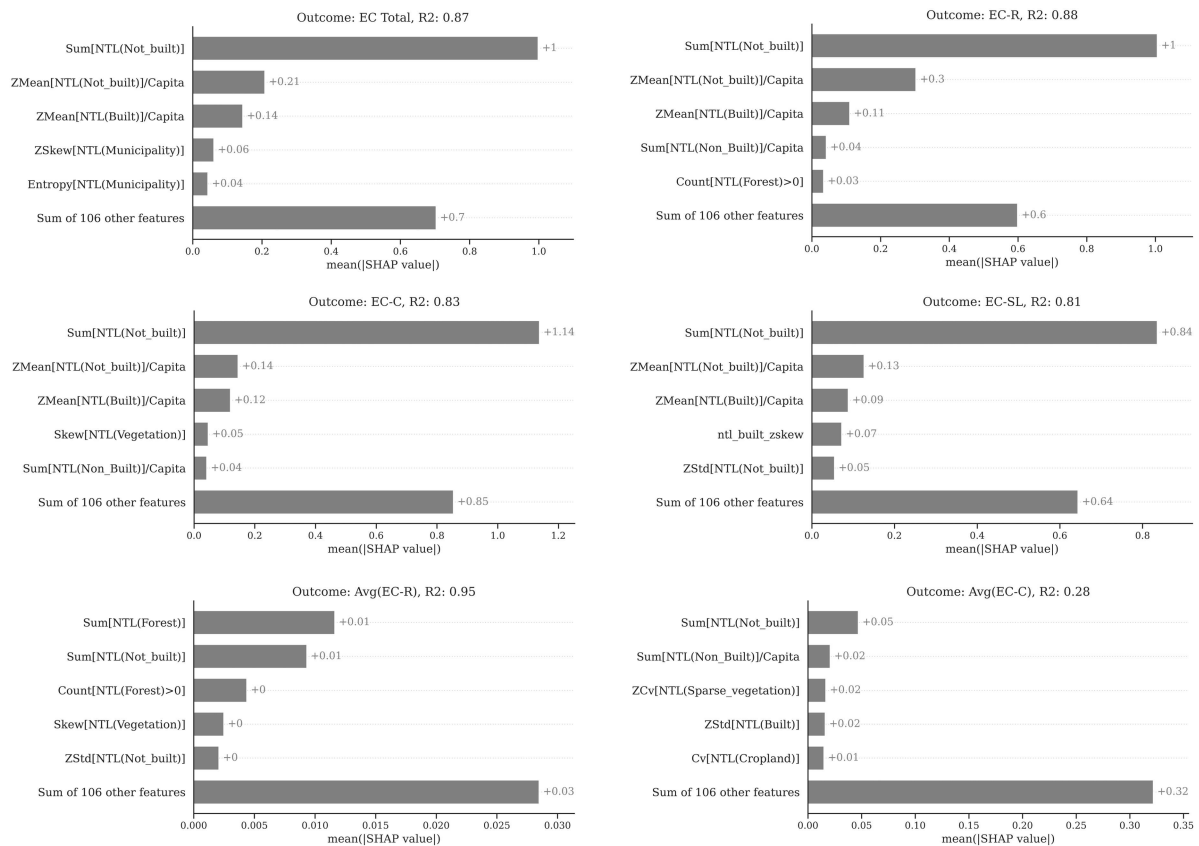 Outcome: EC Total, R2: 0.87
Sum[NTL(Not_built)]
+1
ZMean[NTL(Not_built)]/Capita
+0.21
ZMean[NTL(Built)]/Capita
+0.14
ZSkew[NTL(Municipality)]
+0.06
Entropy[NTL(Municipality)]
+0.04
Sum of 106 other features
+0.7
0.0 0.2 0.4 0.6 0.8 1.0
mean(|SHAP value|)
Outcome: EC-R, R2: 0.88
Sum[NTL(Not_built)]
+1
ZMean[NTL(Not_built)]/Capita
+0.3
ZMean[NTL(Built)]/Capita
+0.11
Sum[NTL(Non_Built)]/Capita
+0.04
Count[NTL(Forest)>0]
+0.03
Sum of 106 other features
+0.6
0.0 0.2 0.4 0.6 0.8 1.0
mean(|SHAP value|)
Outcome: EC-C, R2: 0.83
Sum[NTL(Not_built)]
+1.14
ZMean[NTL(Not_built)]/Capita
+0.14
ZMean[NTL(Built)]/Capita
+0.12
Skew[NTL(Vegetation)]
+0.05
Sum[NTL(Non_Built)]/Capita
+0.04
Sum of 106 other features
+0.85
0.0 0.2 0.4 0.6 0.8 1.0 1.2
mean(|SHAP value|)
Outcome: EC-SL, R2: 0.81
Sum[NTL(Not_built)]
+0.84
ZMean[NTL(Not_built)]/Capita
+0.13
ZMean[NTL(Built)]/Capita
+0.09
ntl_built_zskew
+0.07
ZStd[NTL(Not_built)]
+0.05
Sum of 106 other features
+0.64
0.0 0.2 0.4 0.6 0.8
mean(|SHAP value|)
Outcome: Avg(EC-R), R2: 0.95
Sum[NTL(Forest)]
+0.01
Sum[NTL(Not_built)]
+0.01
Count[NTL(Forest)>0]
+0
Skew[NTL(Vegetation)]
+0
ZStd[NTL(Not_built)]
+0
Sum of 106 other features
+0.03
0.000 0.005 0.010 0.015 0.020 0.025 0.030
mean(|SHAP value|)
Outcome: Avg(EC-C), R2: 0.28
Sum[NTL(Not_built)]
+0.05
Sum[NTL(Non_Built)]/Capita
+0.02
ZCv[NTL(Sparse_vegetation)]
+0.02
ZStd[NTL(Built)]
+0.02
Cv[NTL(Cropland)]
+0.01
Sum of 106 other features
+0.32
0.00 0.05 0.10 0.15 0.20 0.25 0.30 0.35
mean(|SHAP value|)